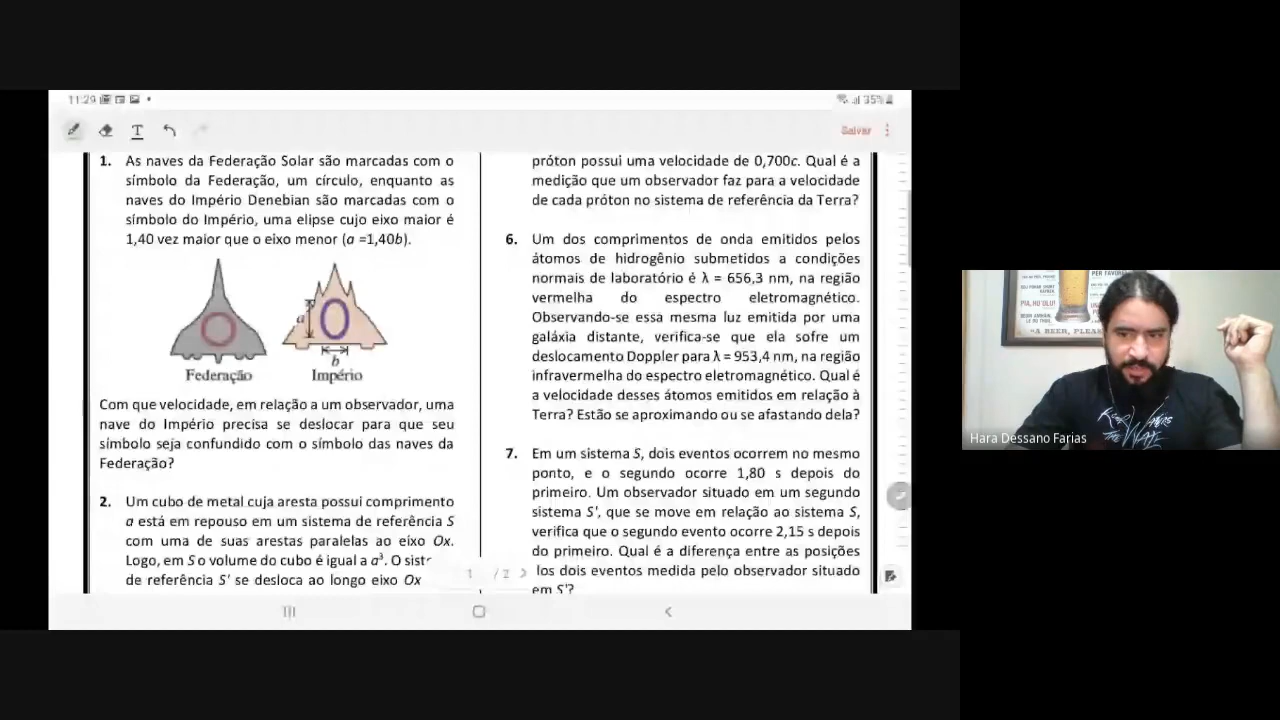 11:29
35%
T
Salvar
1. As naves da Federação Solar são marcadas com o
símbolo da Federação, um círculo, enquanto as
naves do Império Denebian são marcadas com o
símbolo do Império, uma elipse cujo eixo maior é
1,40 vez maior que o eixo menor (a =1,40b).
a
b
Federação
Império
Com que velocidade, em relação a um observador, uma
nave do Império precisa se deslocar para que seu
símbolo seja confundido com o símbolo das naves da
Federação?
2. Um cubo de metal cuja aresta possui comprimento
a está em repouso em um sistema de referência S
com uma de suas arestas paralelas ao eixo Ox.
Logo, em S o volume do cubo é igual a a³. O
de referência S' se desloca ao longo eixo Ox
próton possui uma velocidade de 0,700c. Qual é a
medição que um observador faz para a velocidade
de cada próton no sistema de referência da Terra?
6. Um dos comprimentos de onda emitidos pelos
átomos de hidrogênio submetidos a condições
normais de laboratório é λ = 656,3 nm, na região
vermelha do espectro eletromagnético.
Observando-se essa mesma luz emitida por uma
galáxia distante, verifica-se que ela sofre um
deslocamento Doppler para λ = 953,4 nm, na região
infravermelha do espectro eletromagnético. Qual é
a velocidade desses átomos emitidos em relação à
Terra? Estão se aproximando ou se afastando dela?
7. Em um sistema S, dois eventos ocorrem no mesmo
ponto, e o segundo ocorre 1,80 s depois do
primeiro. Um observador situado em um segundo
sistema S', que se move em relação ao sistema S,
verifica que o segundo evento ocorre 2,15 s depois
do primeiro. Qual é a diferença entre as posições
los dois eventos medida pelo observador situado
em S'?
1 / 2
PER FAVORE
PIA, HU'OLU!
A BEER, PLEA
THE
Hara Dessano Farias